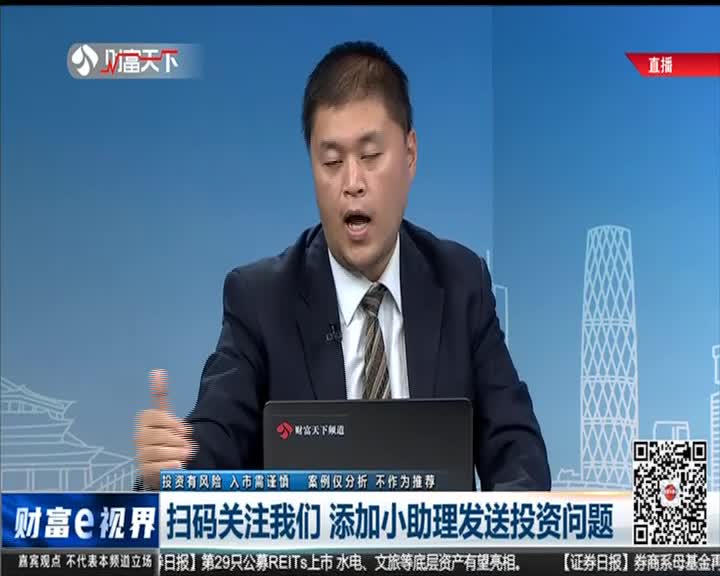 财富天下
直播
财富天下频道
投资有风险 入市需谨慎 案例仅分析 不作为推荐
财富e视界
扫码关注我们 添加小助理发送投资问题
嘉宾观点 不代表本频道立场
日报】第29只公募REITs上市 水电、文旅等底层资产有望亮相。 【证券日报】券商系母基金再